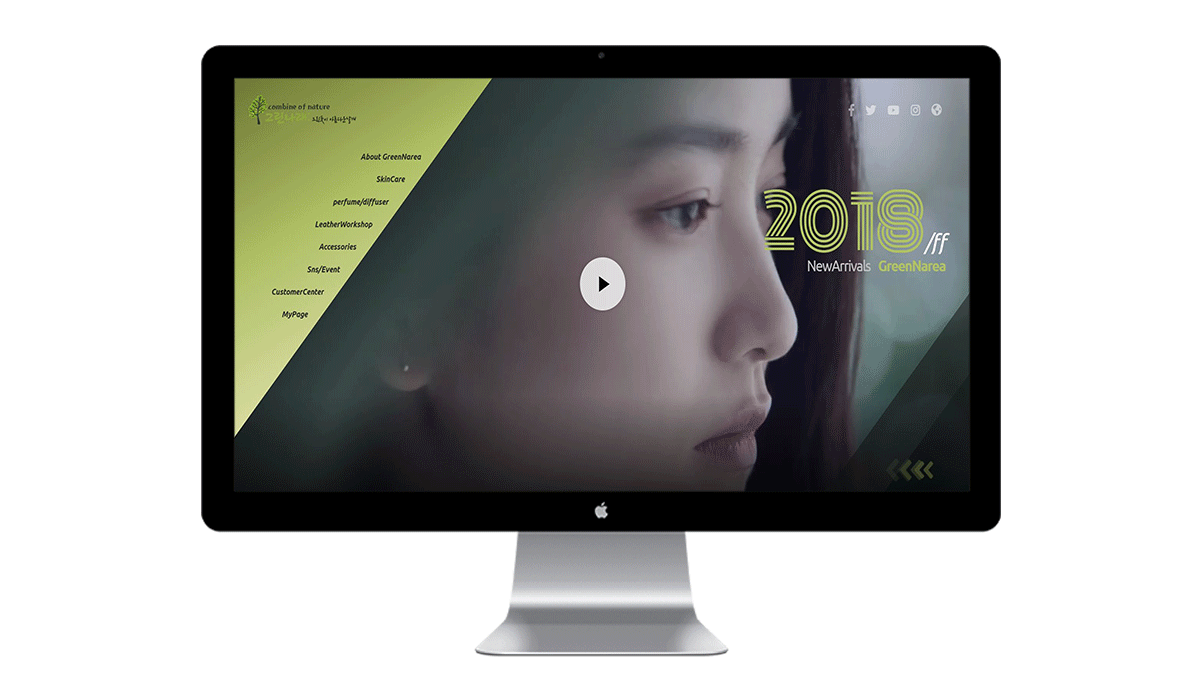 combine of nature
그린나래
About GreenNarea
SkinCare
perfume/diffuser
LeatherWorkshop
Accessories
Sns/Event
CustomerCenter
MyPage
2018/ff
NewArrivals GreenNarea